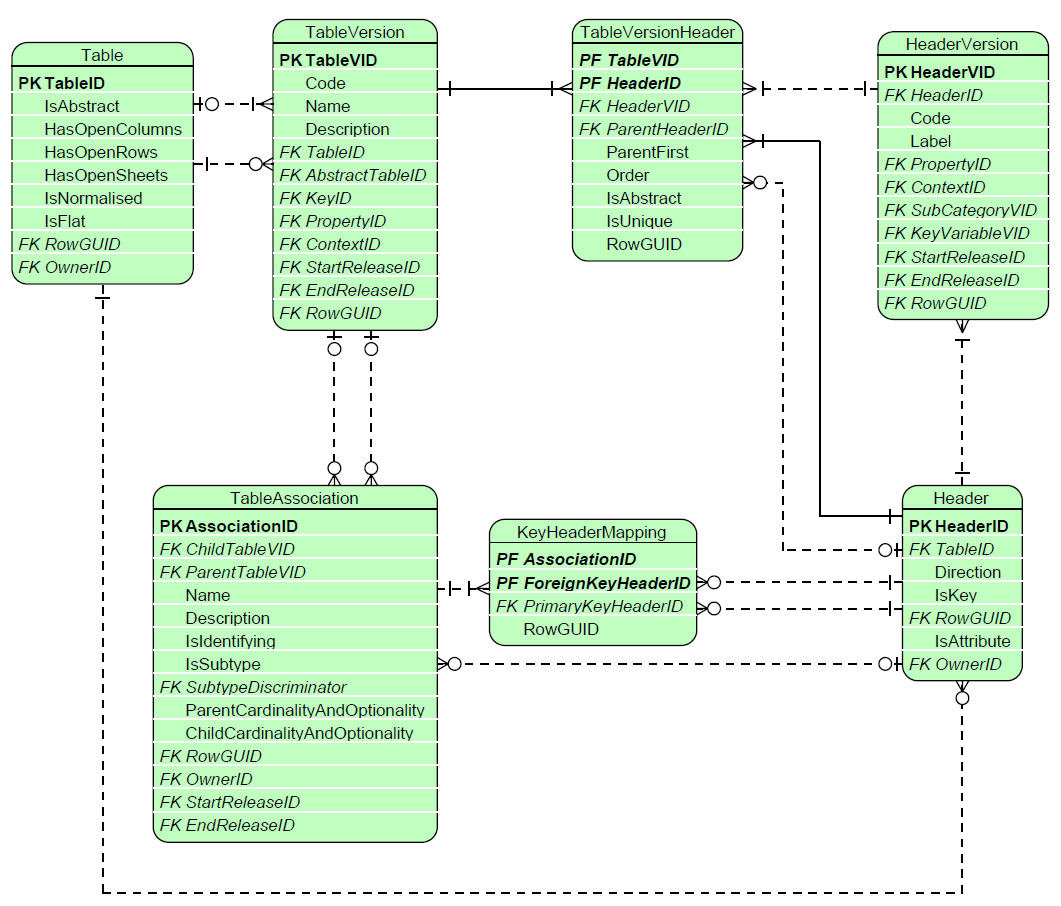 Table
PK TableID
IsAbstract
HasOpenColumns
HasOpenRows
HasOpenSheets
IsNormalised
IsFlat
FK RowGUID
FK OwnerID
TableVersion
PK TableVID
Code
Name
Description
FK TableID
FK AbstractTableID
FK KeyID
FK PropertyID
FK ContextID
FK StartReleaseID
FK EndReleaseID
FK RowGUID
TableVersionHeader
PF TableVID
PF HeaderID
FK HeaderVID
FK ParentHeaderID
ParentFirst
Order
IsAbstract
IsUnique
RowGUID
HeaderVersion
PK HeaderVID
FK HeaderID
Code
Label
FK PropertyID
FK ContextID
FK SubCategoryVID
FK KeyVariableVID
FK StartReleaseID
FK EndReleaseID
FK RowGUID
TableAssociation
PK AssociationID
FK ChildTableVID
FK ParentTableVID
Name
Description
IsIdentifying
IsSubtype
FK SubtypeDiscriminator
ParentCardinalityAndOptionality
ChildCardinalityAndOptionality
FK RowGUID
FK OwnerID
FK StartReleaseID
FK EndReleaseID
KeyHeaderMapping
PF AssociationID
PF ForeignKeyHeaderID
FK PrimaryKeyHeaderID
RowGUID
Header
PK HeaderID
FK TableID
Direction
IsKey
FK RowGUID
IsAttribute
FK OwnerID